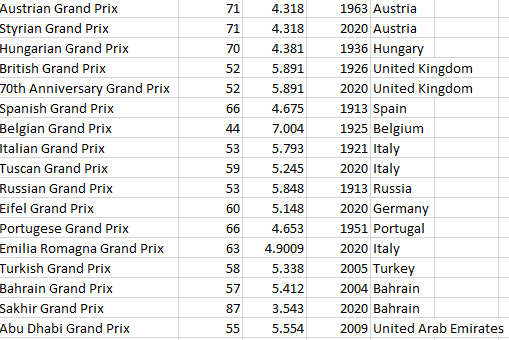 Austrian Grand Prix 71 4.318 1963 Austria
Styrian Grand Prix 71 4.318 2020 Austria
Hungarian Grand Prix 70 4.381 1936 Hungary
British Grand Prix 52 5.891 1926 United Kingdom
70th Anniversary Grand Prix 52 5.891 2020 United Kingdom
Spanish Grand Prix 66 4.675 1913 Spain
Belgian Grand Prix 44 7.004 1925 Belgium
Italian Grand Prix 53 5.793 1921 Italy
Tuscan Grand Prix 59 5.245 2020 Italy
Russian Grand Prix 53 5.848 1913 Russia
Eifel Grand Prix 60 5.148 2020 Germany
Portugese Grand Prix 66 4.653 1951 Portugal
Emilia Romagna Grand Prix 63 4.9009 2020 Italy
Turkish Grand Prix 58 5.338 2005 Turkey
Bahrain Grand Prix 57 5.412 2004 Bahrain
Sakhir Grand Prix 87 3.543 2020 Bahrain
Abu Dhabi Grand Prix 55 5.554 2009 United Arab Emirates